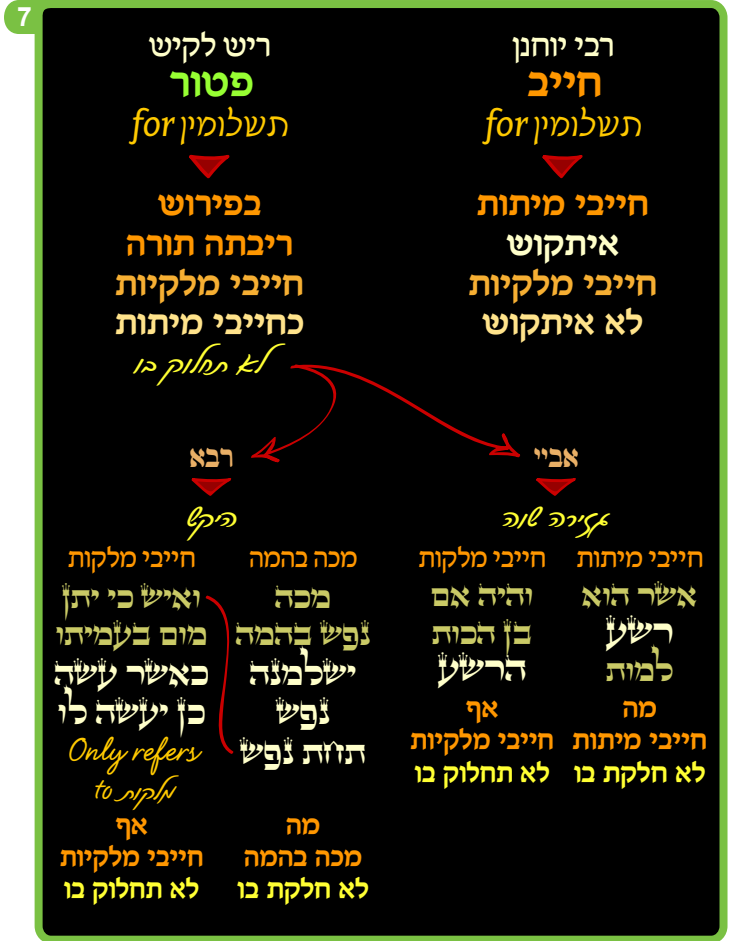 7
רבי יוחנן
חייב
for תשלומין
חייבי מיתות
איתקוש
חייבי מלקיות
לא איתקוש
ריש לקיש
פטור
for תשלומין
בפירוש
ריבתה תורה
חייבי מלקיות
כחייבי מיתות
לא תחלוק בו
אביי
גזירה שוה
חייבי מיתות
אשר הוא
רשע
למות
מה
חייבי מיתות
לא חלקת בו
חייבי מלקות
והיה אם
בן הכות
הרשע
אף
חייבי מלקיות
לא תחלוק בו
רבא
היקש
מכה בהמה
מכה
נפש בהמה
ישלמנה
נפש
תחת נפש
מה
מכה בהמה
לא חלקת בו
חייבי מלקות
ואיש כי יתן
מום בעמיתו
כאשר עשה
כן יעשה לו
Only refers
to מלקות
אף
חייבי מלקיות
לא תחלוק בו